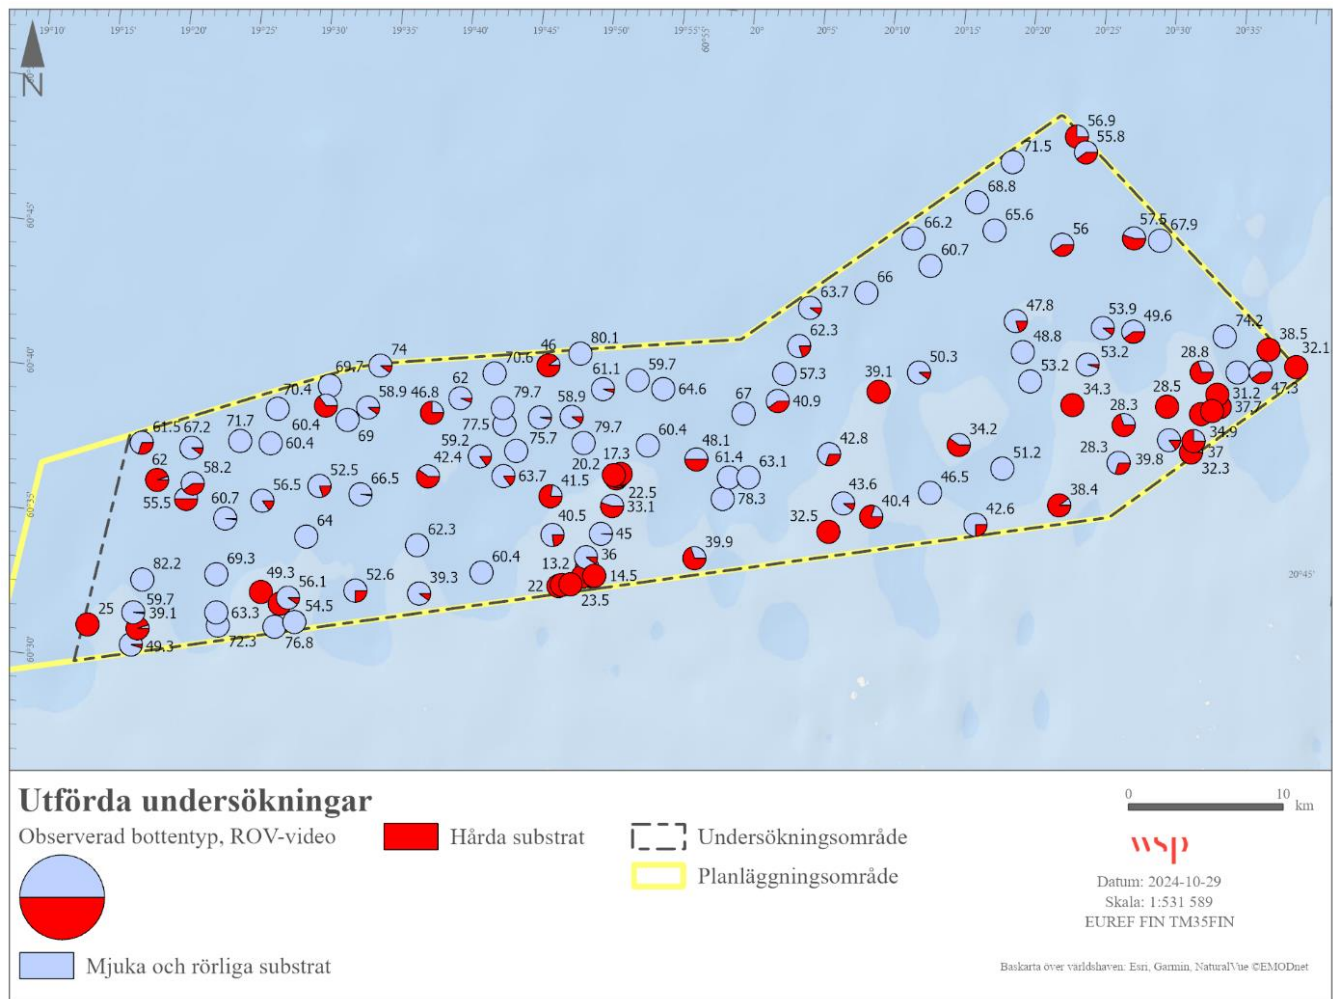 19°10' 19°15' 19°20' 19°25' 19°30' 19°35' 19°40' 19°45' 19°50' 19°55' 60°55' 20° 20°5' 20°10' 20°15' 20°20' 20°25' 20°30' 20°35'
N
56.9
55.8
71.5
68.8
60°45'
66.2 65.6 56 57.5 67.9
60.7
66
63.7 47.8 53.9 49.6
62.3 48.8 74.2 38.5
80.1
46
60°40'
74 70.6 59.7 57.3 50.3 53.2 53.2 28.8 32.1
69.7 61.1
70.4 58.9 46.8 62 79.7 58.9 64.6 67 40.9 39.1 34.3 28.5 31.2 47.3
60.4 69 77.5 37.7
61.5 67.2 71.7 60.4 59.2 75.7 79.7 60.4 48.1 42.8 34.2 28.3 34.9
62 58.2 52.5 42.4 63.7 20.2 17.3 61.4 63.1 51.2 28.3 39.8 37
55.5 56.5 66.5 41.5 22.5 78.3 46.5 32.3
60°35'
60.7 33.1 43.6 38.4
64 62.3 40.5 45 32.5 40.4 42.6
82.2 69.3 60.4 13.2 36 39.9
20°45'
49.3 56.1 52.6 39.3 22 14.5
59.7 23.5
25 39.1 63.3 54.5
60°30'
49.3 72.3 76.8
Utförda undersökningar
Observerad bottentyp, ROV-video
Hårda substrat
Undersökningsområde
Planläggningsområde
Mjuka och rörliga substrat
0 10
km
wsp
Datum: 2024-10-29
Skala: 1:531 589
EUREF FIN TM35FIN
Baskarta över världshaven: Esri, Garmin, NaturalVue ©EMODnet